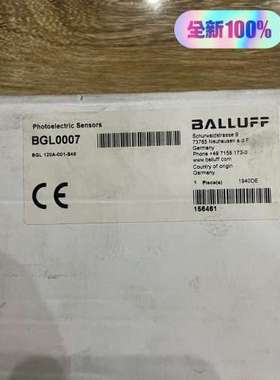 全新100%
Photoelectric Sensors
BGL0007
BGL 120A-001-S49
CE
BALLUFF
Schurwaldstrasse 9
73765 Neuhausen a.d.F.
Germany
Phone +49 7158 173-0
www.balluff.com
Country of origin
Germany
1 Piece(s) 1940DE
156461